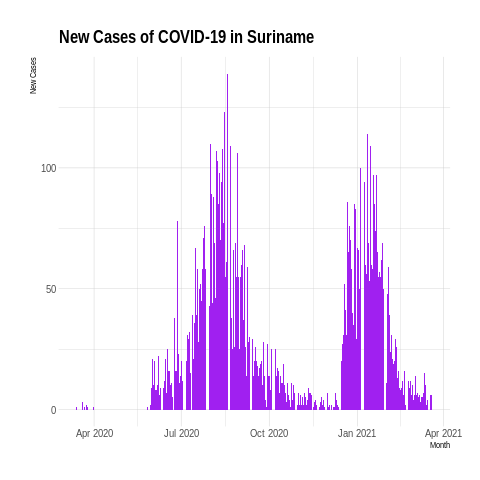 New Cases of COVID-19 in Suriname
New Cases
100
50
0
Apr 2020 Jul 2020 Oct 2020 Jan 2021 Apr 2021
Month